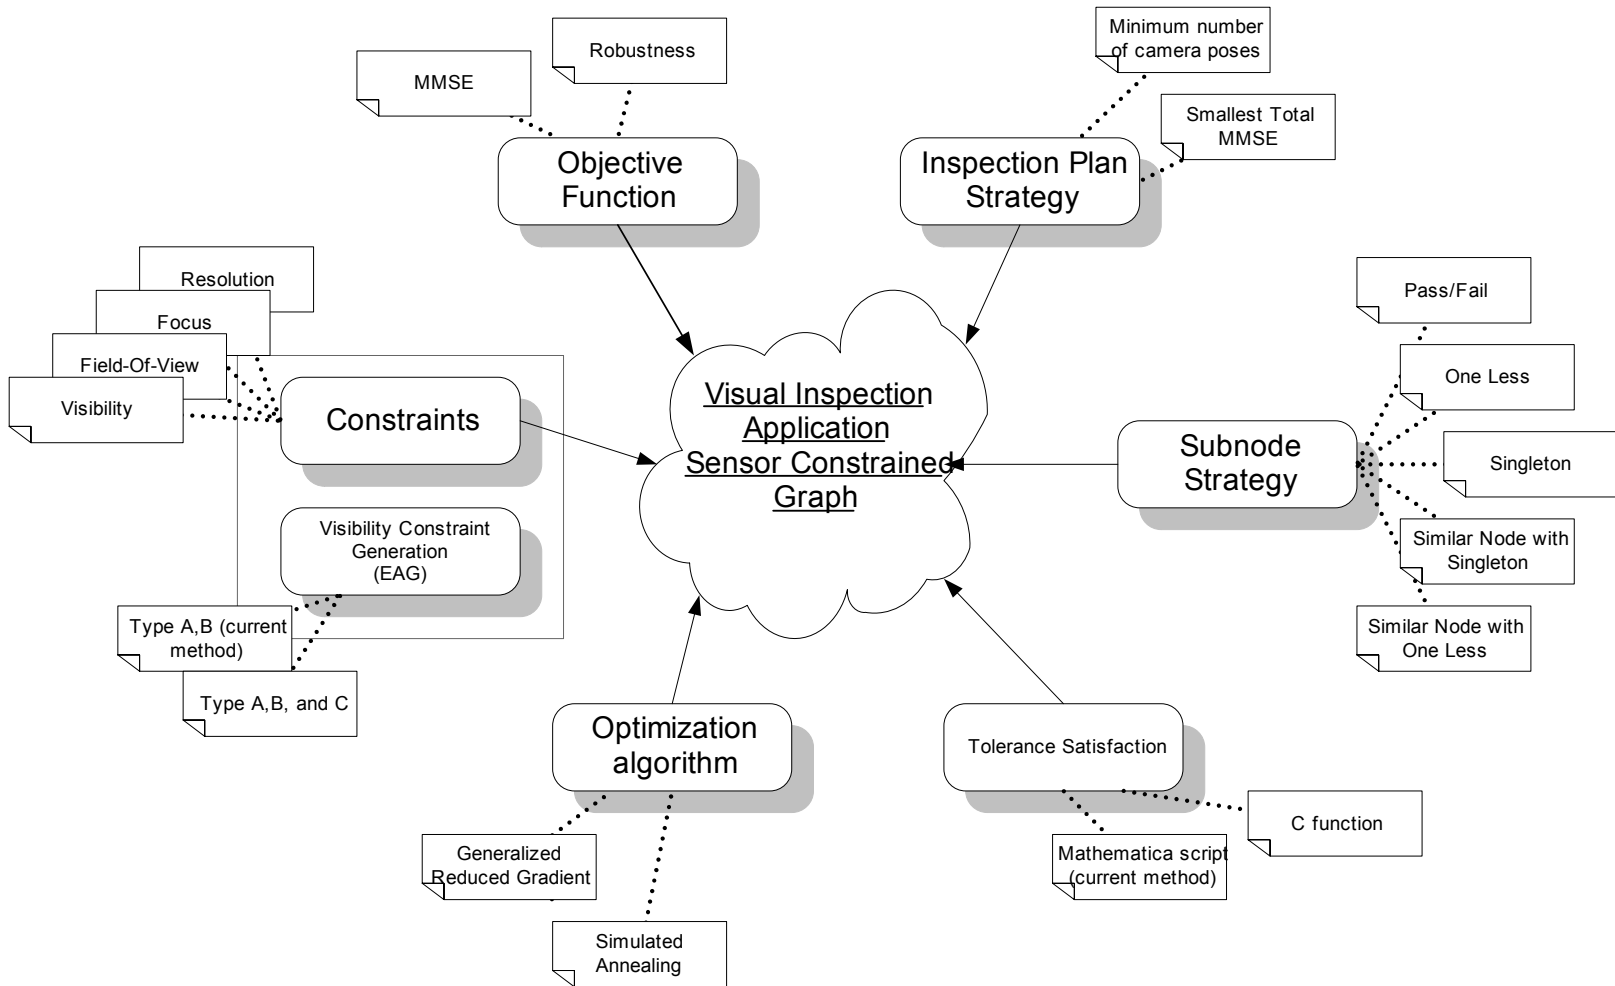 Robustness
MMSE
Objective
Function
Minimum number
of camera poses
Smallest Total
MMSE
Inspection Plan
Strategy
Resolution
Focus
Field-Of-View
Visibility
Constraints
Visibility Constraint
Generation
(EAG)
Type A,B (current
method)
Type A,B, and C
Visual Inspection
Application
Sensor Constrained
Graph
Pass/Fail
One Less
Singleton
Similar Node with
Singleton
Similar Node with
One Less
Subnode
Strategy
Optimization
algorithm
Generalized
Reduced Gradient
Simulated
Annealing
Tolerance Satisfaction
C function
Mathematica script
(current method)